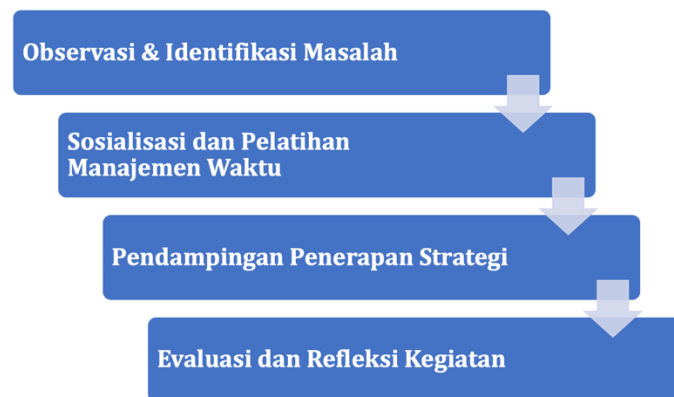 Observasi & Identifikasi Masalah
Sosialisasi dan Pelatihan
Manajemen Waktu
Pendampingan Penerapan Strategi
Evaluasi dan Refleksi Kegiatan